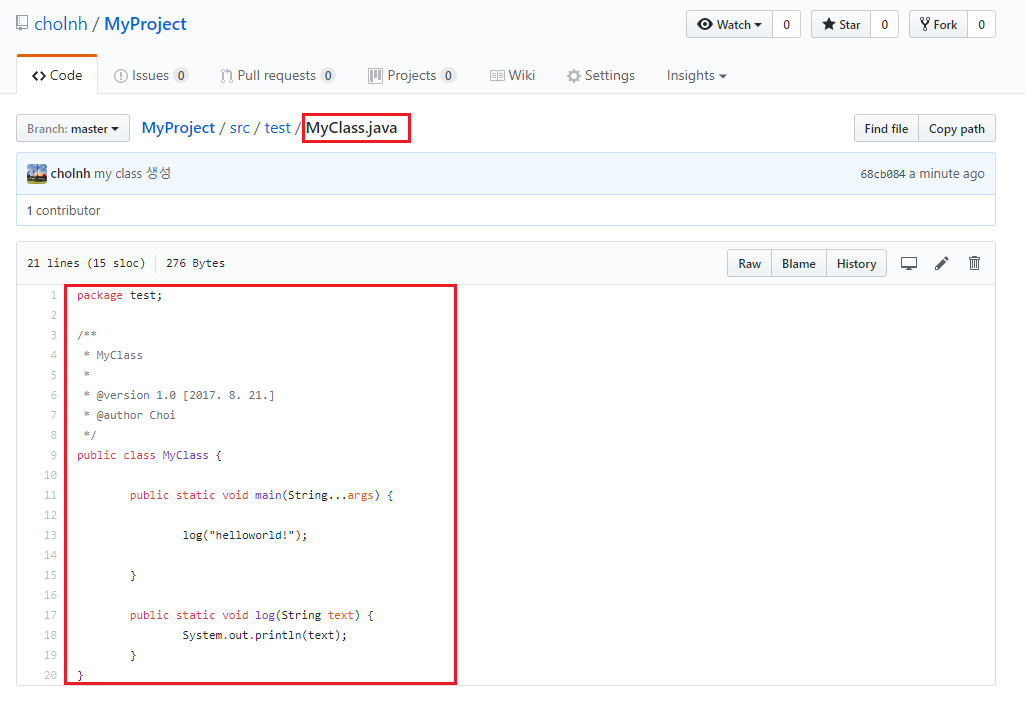 cholnh / MyProject
Watch 0 Star 0 Fork 0
Code Issues 0 Pull requests 0 Projects 0 Wiki Settings Insights
Branch: master MyProject / src / test / MyClass.java Find file Copy path
cholnh my class 생성 68cb084 a minute ago
1 contributor
21 lines (15 sloc) 276 Bytes Raw Blame History
1 package test;
2
3 /**
4  * MyClass
5  *
6  * @version 1.0 [2017. 8. 21.]
7  * @author Choi
8  */
9 public class MyClass {
10
11 public static void main(String...args) {
12
13 log("helloworld!");
14
15 }
16
17 public static void log(String text) {
18 System.out.println(text);
19 }
20 }